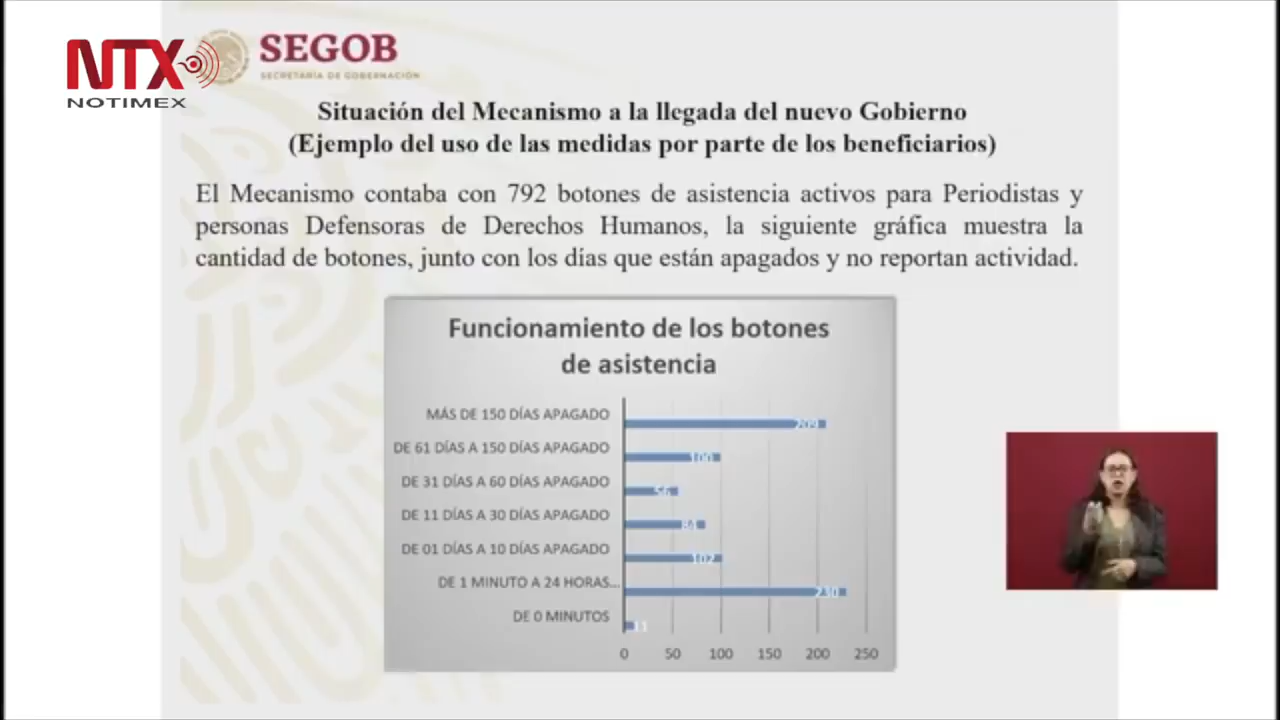 NTX
NOTIMEX
SEGOB
SECRETARÍA DE GOBERNACIÓN
Situación del Mecanismo a la llegada del nuevo Gobierno
(Ejemplo del uso de las medidas por parte de los beneficiarios)
El Mecanismo contaba con 792 botones de asistencia activos para Periodistas y
personas Defensoras de Derechos Humanos, la siguiente gráfica muestra la
cantidad de botones, junto con los días que están apagados y no reportan actividad.
Funcionamiento de los botones
de asistencia
MÁS DE 150 DÍAS APAGADO 209
DE 61 DÍAS A 150 DÍAS APAGADO 100
DE 31 DÍAS A 60 DÍAS APAGADO 56
DE 11 DÍAS A 30 DÍAS APAGADO 84
DE 01 DÍAS A 10 DÍAS APAGADO 102
DE 1 MINUTO A 24 HORAS... 230
DE 0 MINUTOS 11
0 50 100 150 200 250